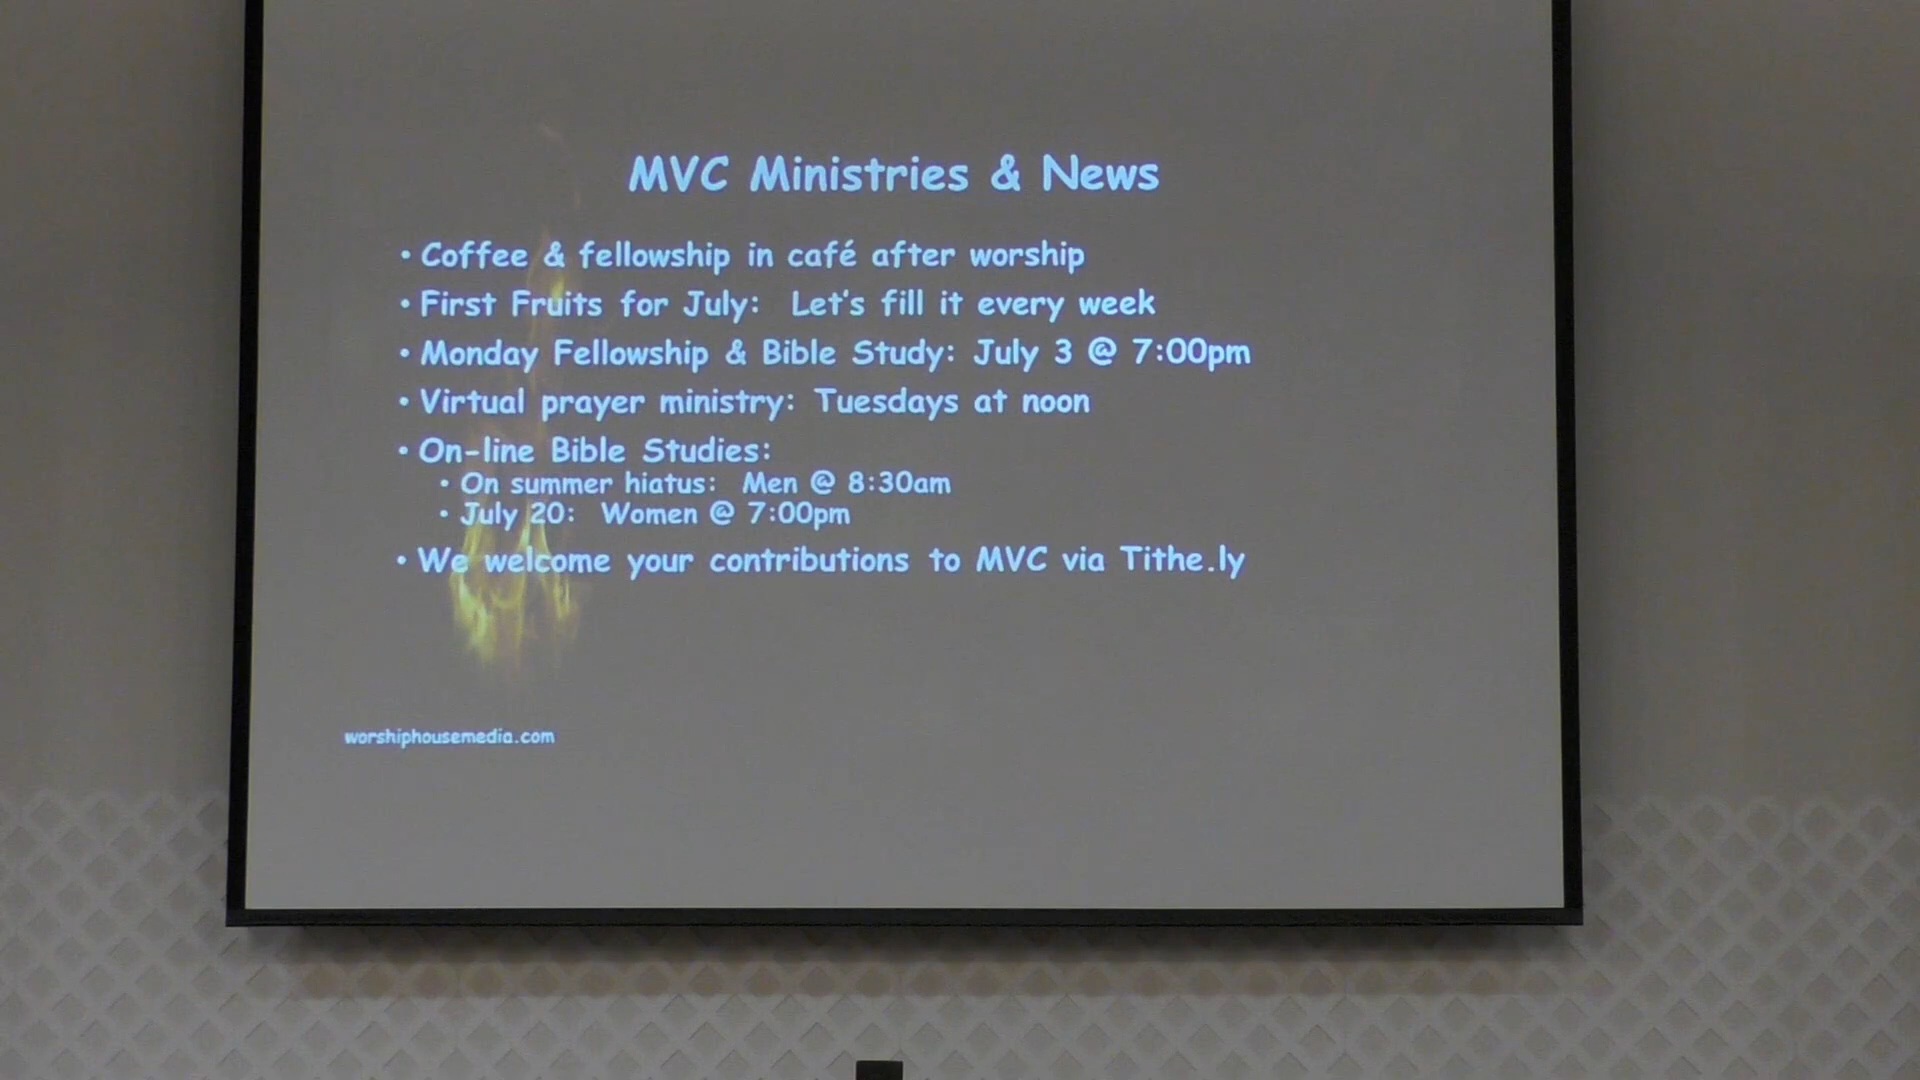 MVC Ministries & News
• Coffee & fellowship in café after worship
• First Fruits for July: Let's fill it every week
• Monday Fellowship & Bible Study: July 3 @ 7:00pm
• Virtual prayer ministry: Tuesdays at noon
• On-line Bible Studies:
• On summer hiatus: Men @ 8:30am
• July 20: Women @ 7:00pm
• We welcome your contributions to MVC via Tithe.ly
worshiphousemedia.com